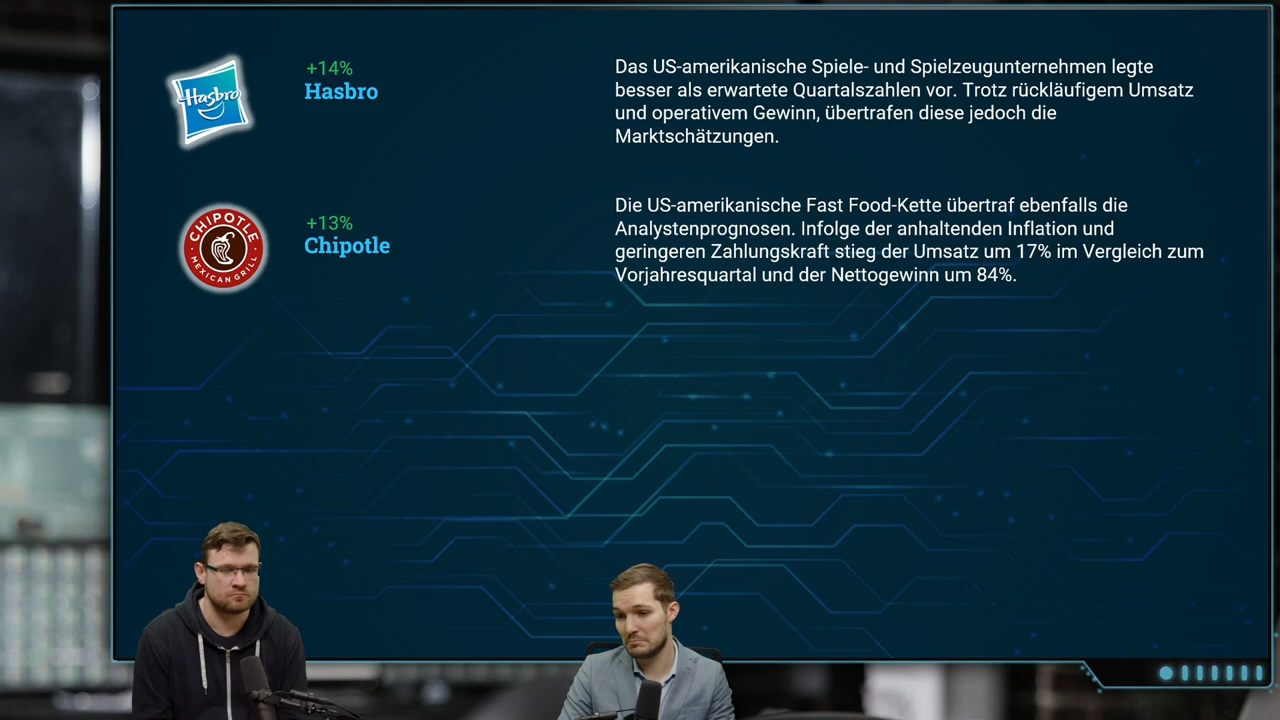 Hasbro
+14%
Hasbro
Das US-amerikanische Spiele- und Spielzeugunternehmen legte
besser als erwartete Quartalszahlen vor. Trotz rückläufigem Umsatz
und operativem Gewinn, übertrafen diese jedoch die
Marktschätzungen.
CHIPOTLE
MEXICAN GRILL
+13%
Chipotle
Die US-amerikanische Fast Food-Kette übertraf ebenfalls die
Analystenprognosen. Infolge der anhaltenden Inflation und
geringeren Zahlungskraft stieg der Umsatz um 17% im Vergleich zum
Vorjahresquartal und der Nettogewinn um 84%.